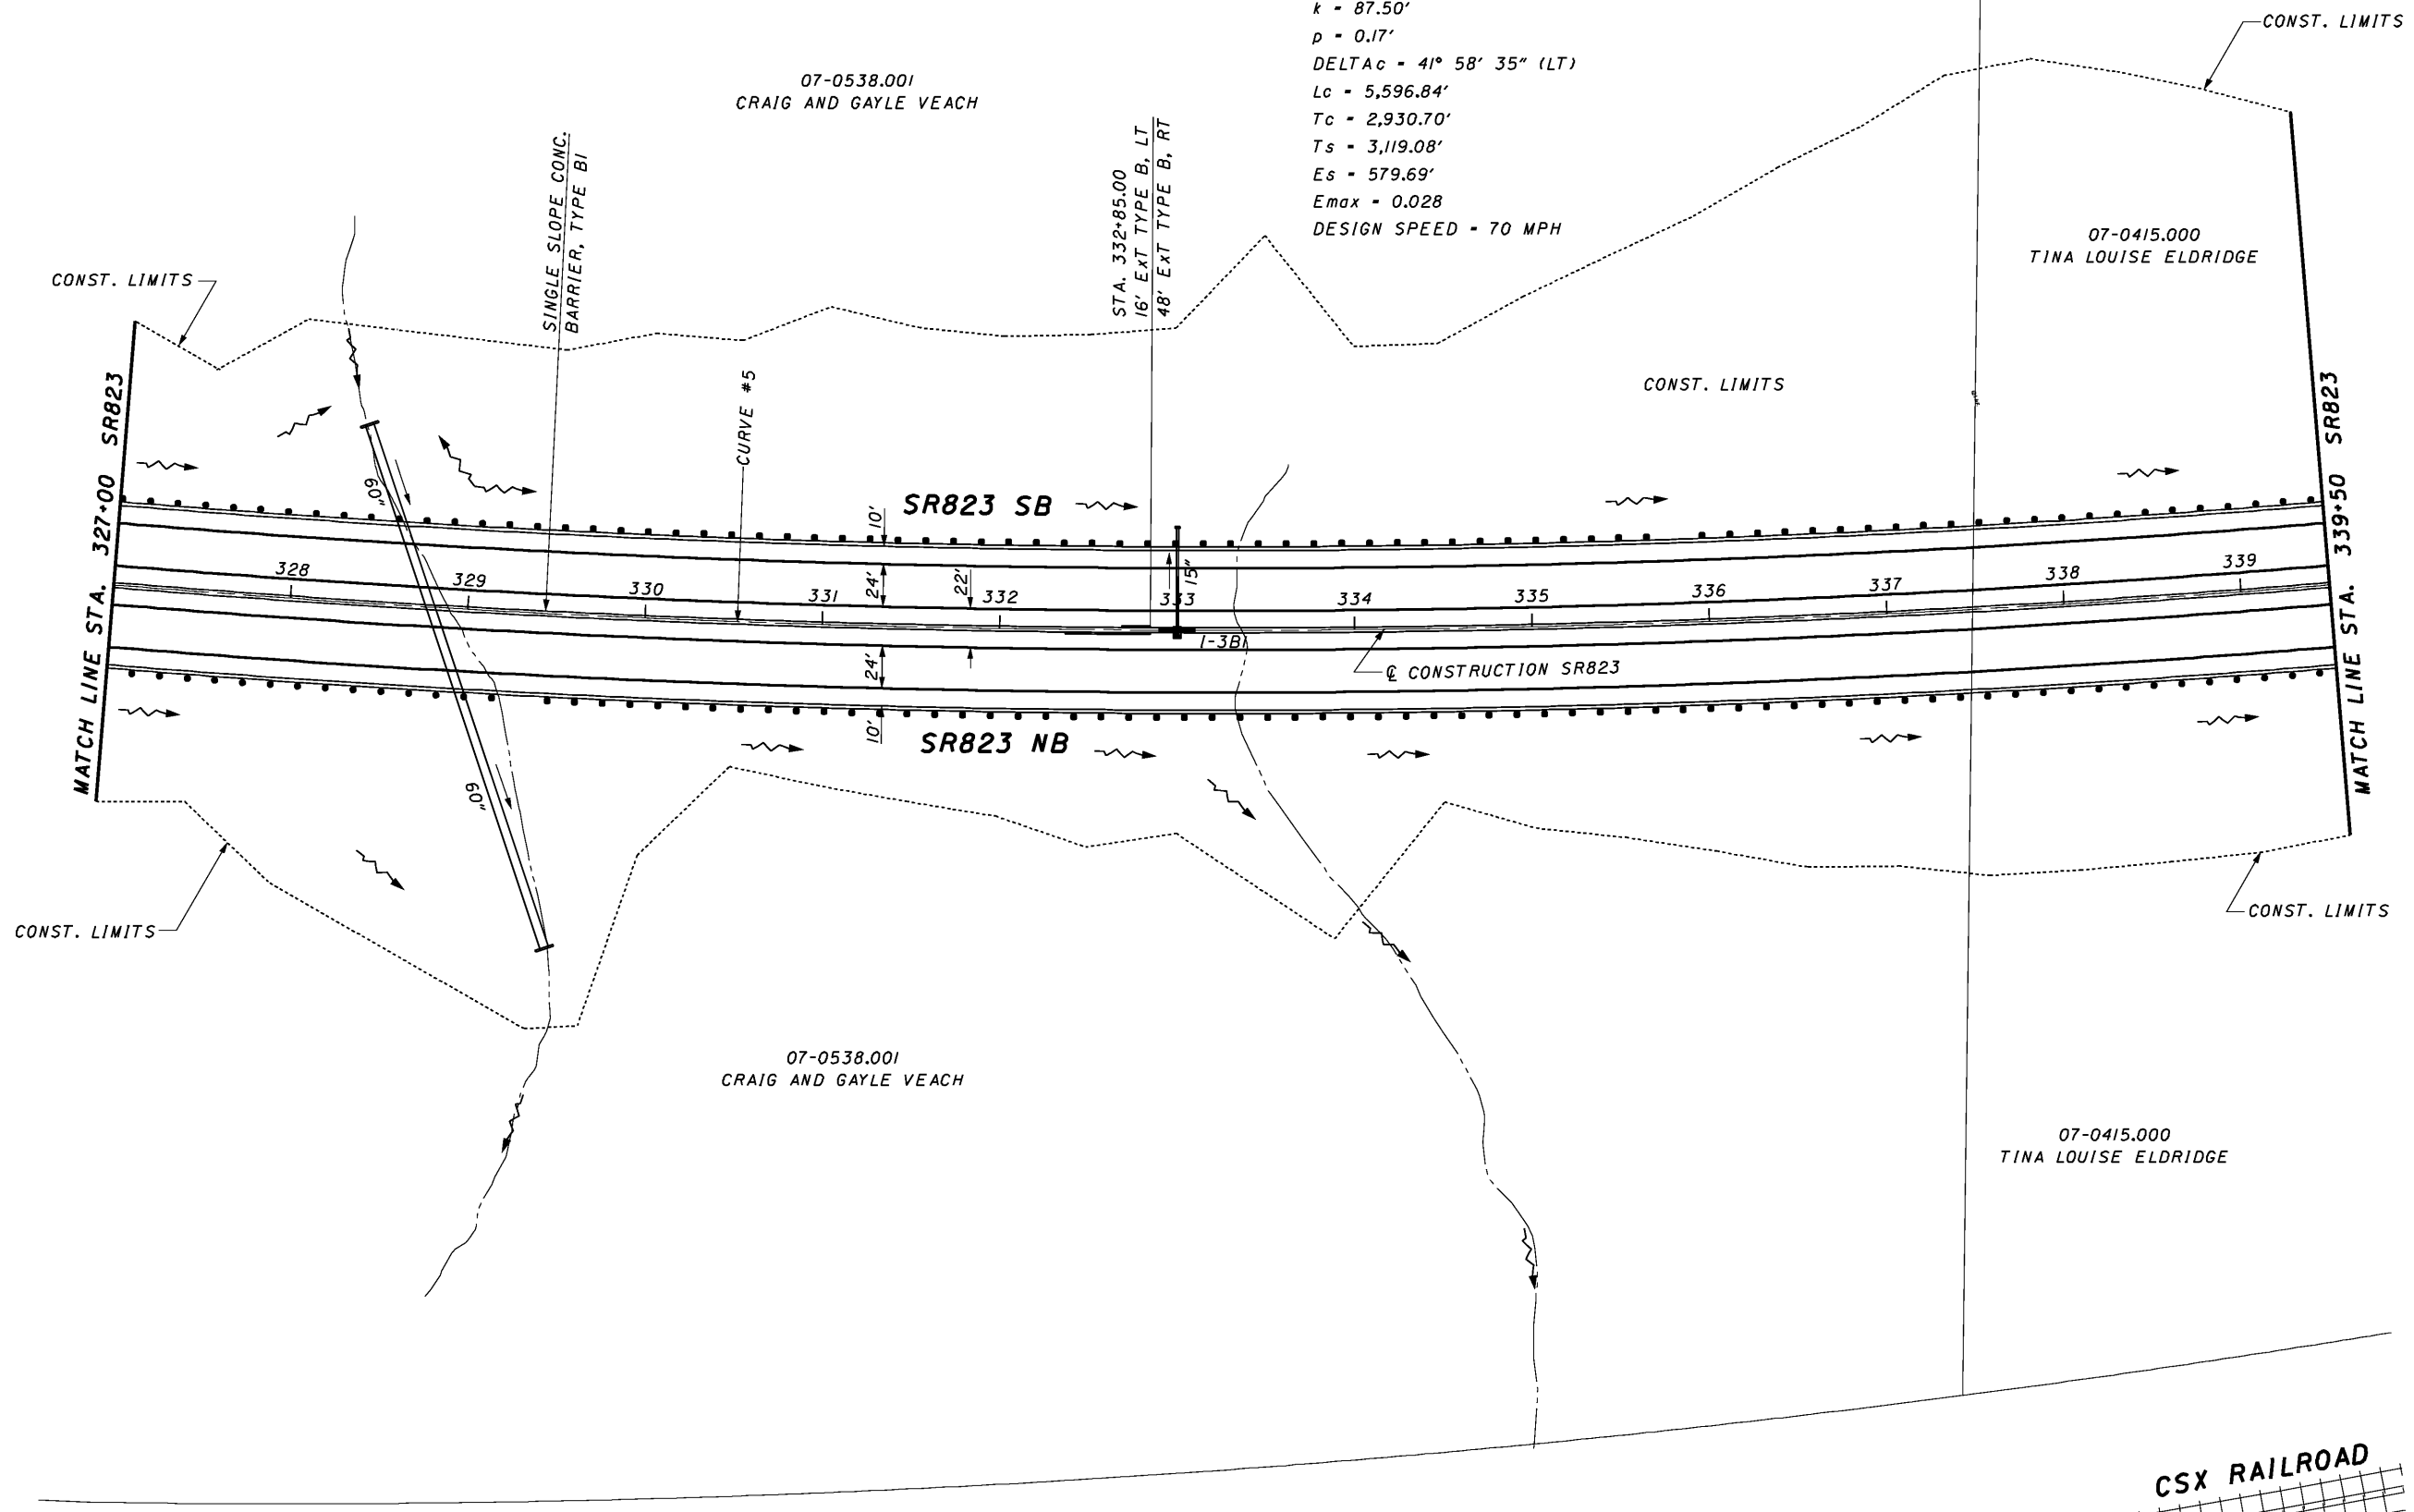 k = 87.50'
p = 0.17'
DELTAc = 41° 58' 35" (LT)
Lc = 5,596.84'
Tc = 2,930.70'
Ts = 3,119.08'
Es = 579.69'
Emax = 0.028
DESIGN SPEED = 70 MPH
CONST. LIMITS
07-0538.001
CRAIG AND GAYLE VEACH
SINGLE SLOPE CONC.
BARRIER, TYPE B1
STA. 332+85.00
16' ExT TYPE B, LT
48' ExT TYPE B, RT
07-0415.000
TINA LOUISE ELDRIDGE
CONST. LIMITS
CONST. LIMITS
CURVE #5
MATCH LINE STA. 327+00 SR823
MATCH LINE STA. 339+50 SR823
60"
SR823 SB
10'
24'
22'
15"
328
329
330
331
332
333
334
335
336
337
338
339
1-3B1
℄ CONSTRUCTION SR823
24'
10'
SR823 NB
60"
CONST. LIMITS
CONST. LIMITS
07-0538.001
CRAIG AND GAYLE VEACH
07-0415.000
TINA LOUISE ELDRIDGE
CSX RAILROAD